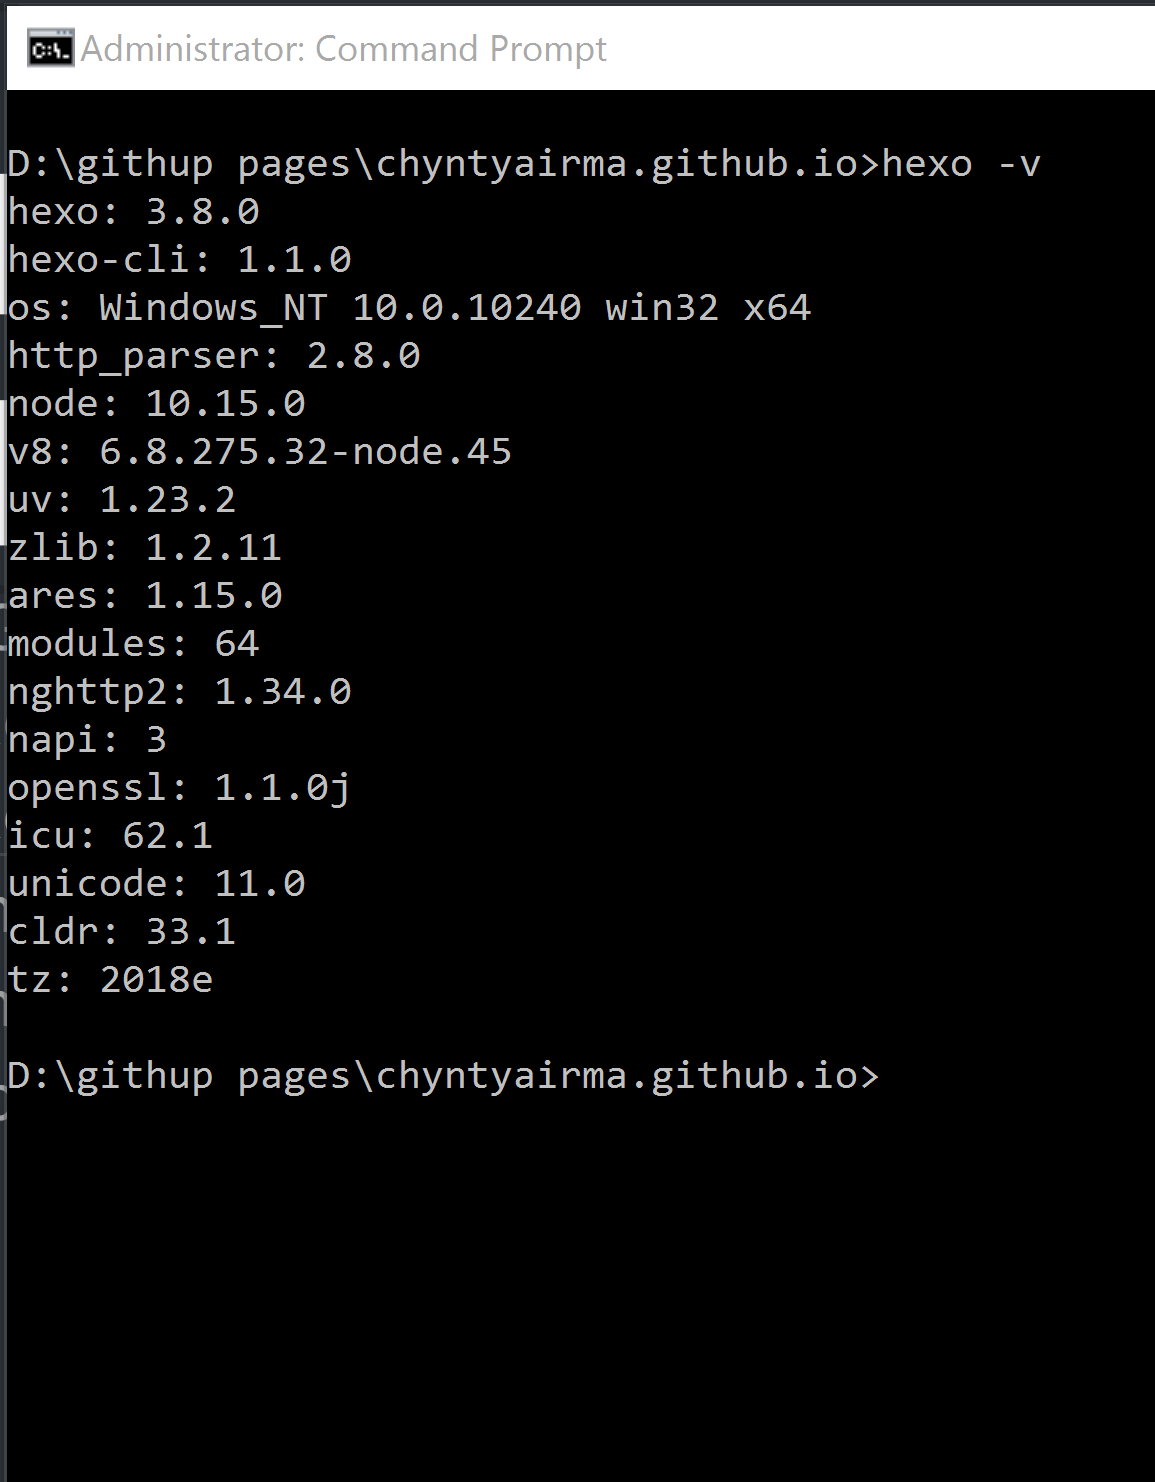 Administrator: Command Prompt
D:\githup pages\chyntyairma.github.io>hexo -v
hexo: 3.8.0
hexo-cli: 1.1.0
os: Windows_NT 10.0.10240 win32 x64
http_parser: 2.8.0
node: 10.15.0
v8: 6.8.275.32-node.45
uv: 1.23.2
zlib: 1.2.11
ares: 1.15.0
modules: 64
nghttp2: 1.34.0
napi: 3
openssl: 1.1.0j
icu: 62.1
unicode: 11.0
cldr: 33.1
tz: 2018e
D:\githup pages\chyntyairma.github.io>